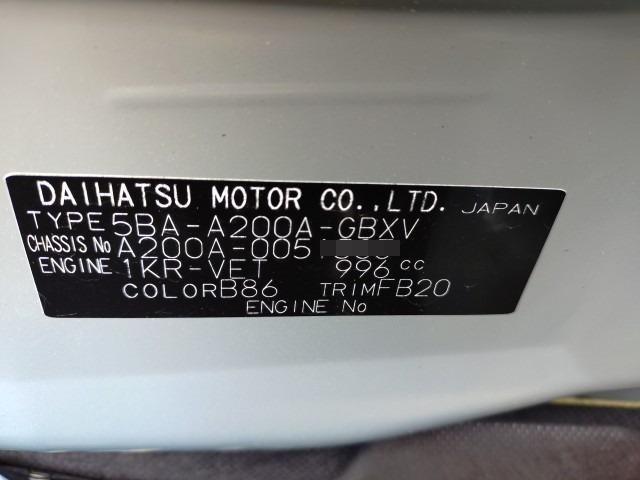 DAIHATSU MOTOR CO.,LTD. JAPAN
TYPE 5BA-A200A-GBXV
CHASSIS No A200A-005
ENGINE 1KR-VET 996 cc
COLOR B86 TRIM FB20
ENGINE No